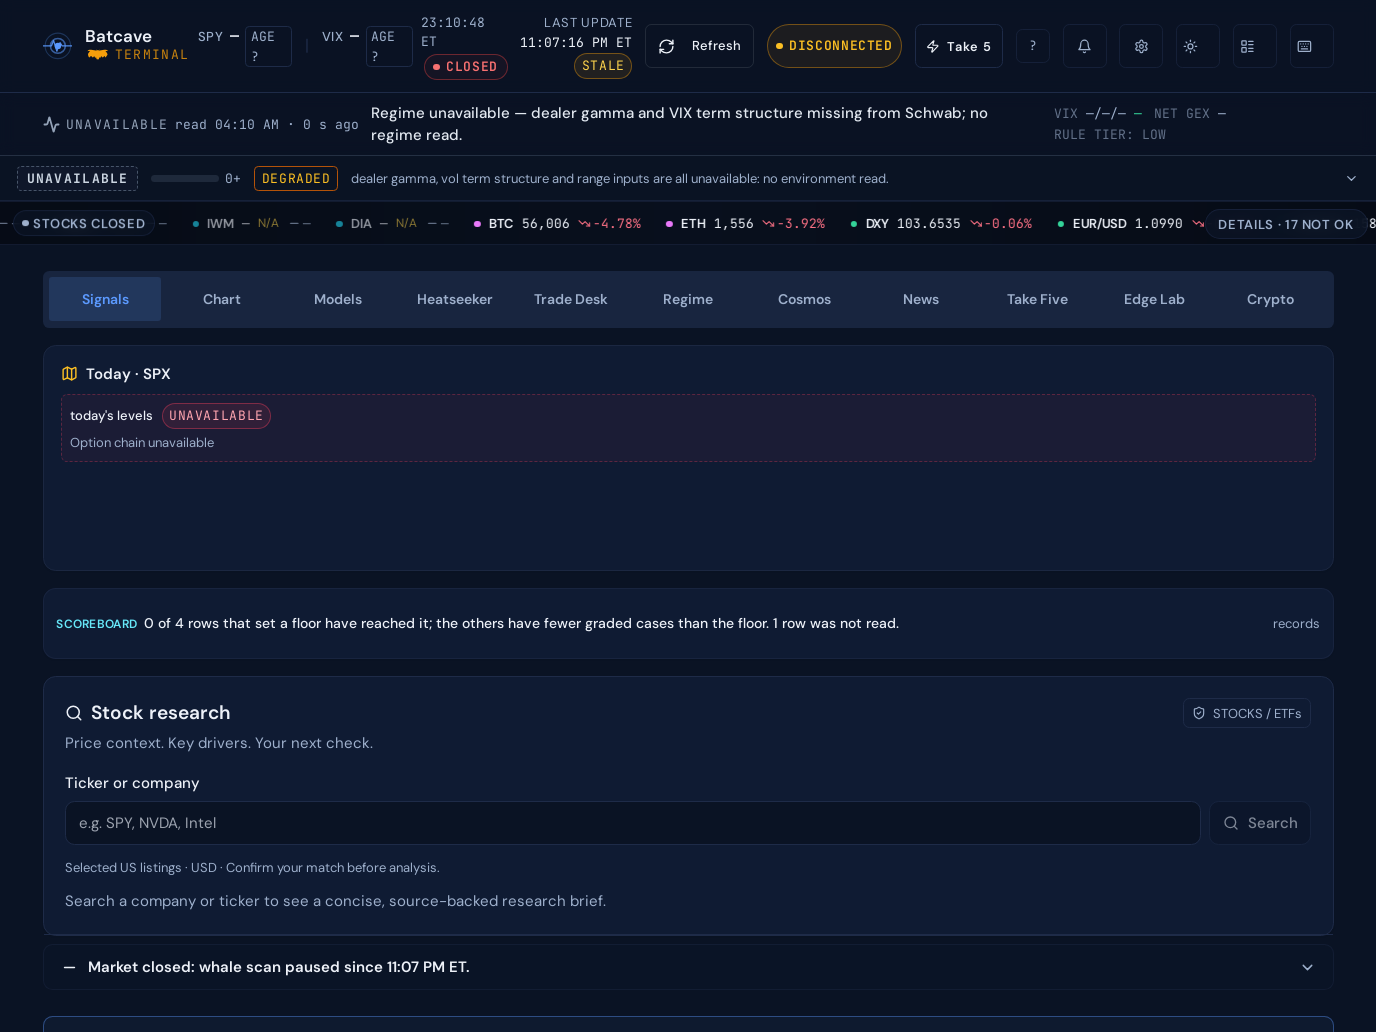 Batcave
TERMINAL
SPY — AGE ?
VIX — AGE ?
23:10:48 ET
CLOSED
LAST UPDATE
11:07:16 PM ET
STALE
Refresh
DISCONNECTED
Take 5
?
UNAVAILABLE read 04:10 AM · 0 s ago
Regime unavailable — dealer gamma and VIX term structure missing from Schwab; no
regime read.
VIX —/—/— — NET GEX —
RULE TIER: LOW
UNAVAILABLE 0+ DEGRADED dealer gamma, vol term structure and range inputs are all unavailable: no environment read.
STOCKS CLOSED — IWM — N/A — — DIA — N/A — — BTC 56,006 -4.78% ETH 1,556 -3.92% DXY 103.6535 -0.06% EUR/USD 1.0990 DETAILS · 17 NOT OK
Signals Chart Models Heatseeker Trade Desk Regime Cosmos News Take Five Edge Lab Crypto
Today · SPX
today's levels UNAVAILABLE
Option chain unavailable
SCOREBOARD 0 of 4 rows that set a floor have reached it; the others have fewer graded cases than the floor. 1 row was not read. records
Stock research
STOCKS / ETFs
Price context. Key drivers. Your next check.
Ticker or company
e.g. SPY, NVDA, Intel
Search
Selected US listings · USD · Confirm your match before analysis.
Search a company or ticker to see a concise, source-backed research brief.
— Market closed: whale scan paused since 11:07 PM ET.